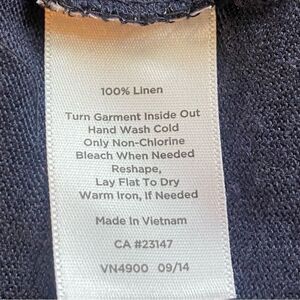 100% Linen
Turn Garment Inside Out
Hand Wash Cold
Only Non-Chlorine
Bleach When Needed
Reshape,
Lay Flat To Dry
Warm Iron, If Needed
Made In Vietnam
CA #23147
VN4900 09/14